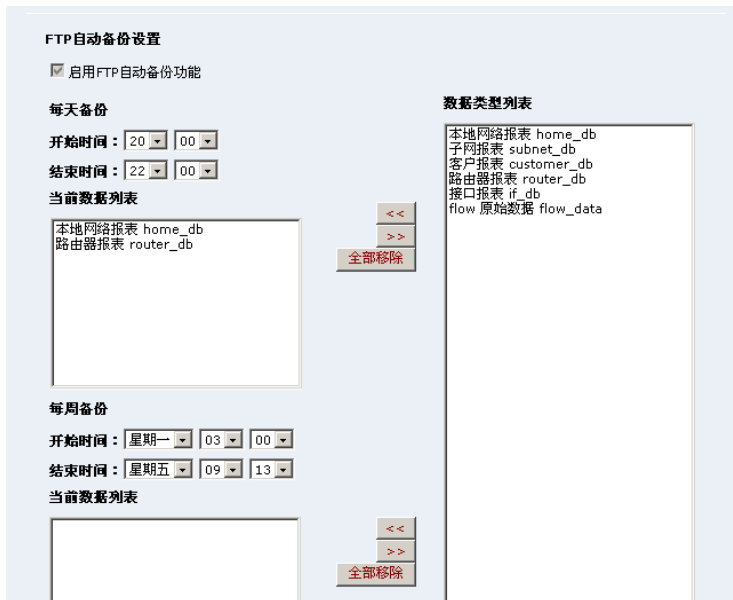 FTP自动备份设置
启用FTP自动备份功能
每天备份
开始时间： 20 00
结束时间： 22 00
当前数据列表
本地网络报表 home_db
路由器报表 router_db
<<
>>
全部移除
每周备份
开始时间： 星期一 03 00
结束时间： 星期五 09 13
当前数据列表
<<
>>
全部移除
数据类型列表
本地网络报表 home_db
子网报表 subnet_db
客户报表 customer_db
路由器报表 router_db
接口报表 if_db
flow 原始数据 flow_data